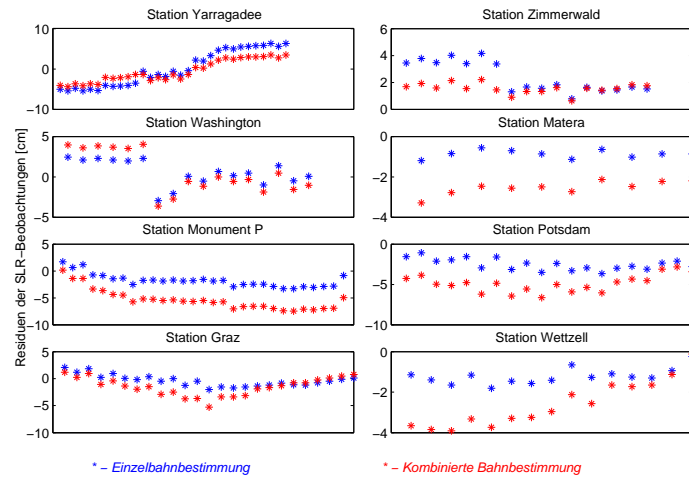 Station Yarragadee
10
0
−10
Station Zimmerwald
6
4
2
0
Residuen der SLR−Beobachtungen [cm]
Station Washington
5
0
−5
Station Matera
0
−2
−4
Station Monument P
5
0
−5
−10
Station Potsdam
0
−5
−10
Station Graz
5
0
−5
−10
Station Wettzell
0
−2
−4
* − Einzelbahnbestimmung
* − Kombinierte Bahnbestimmung